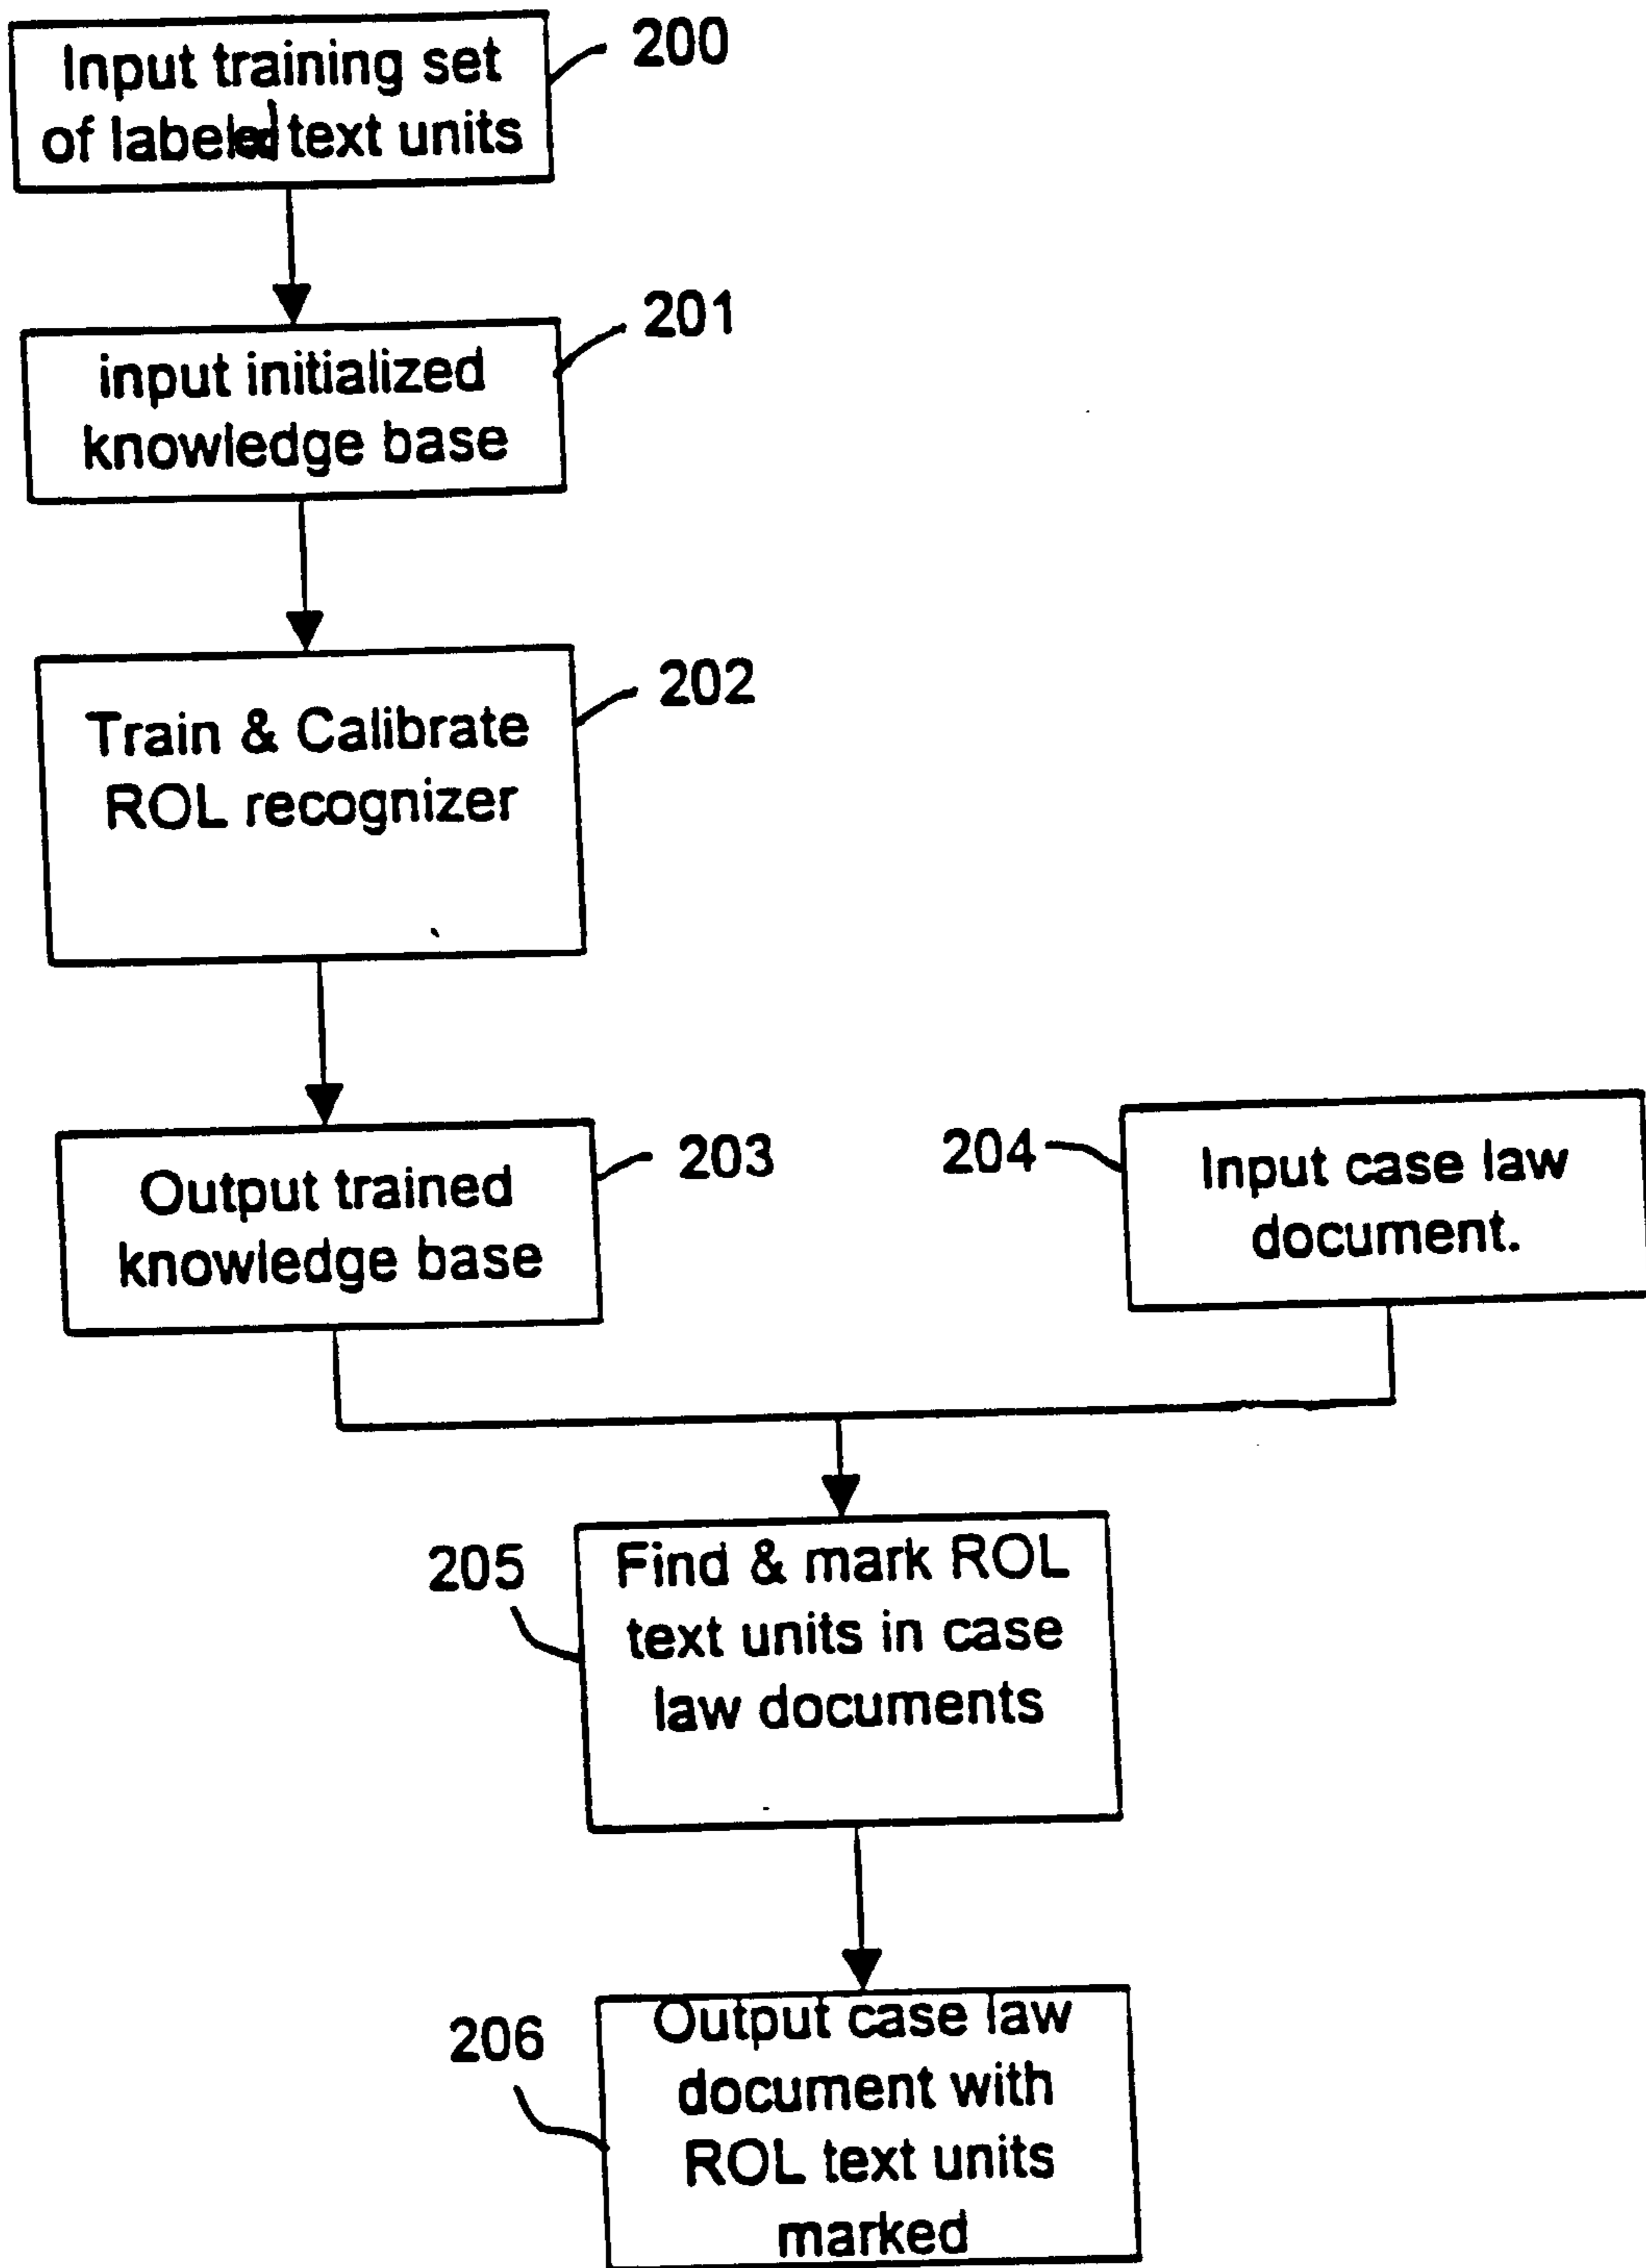 Input training set
of labeled text units
200
input initialized
knowledge base
201
Train & Calibrate
ROL recognizer
202
Output trained
knowledge base
203
204
Input case law
document.
205
Find & mark ROL
text units in case
law documents
206
Output case law
document with
ROL text units
marked